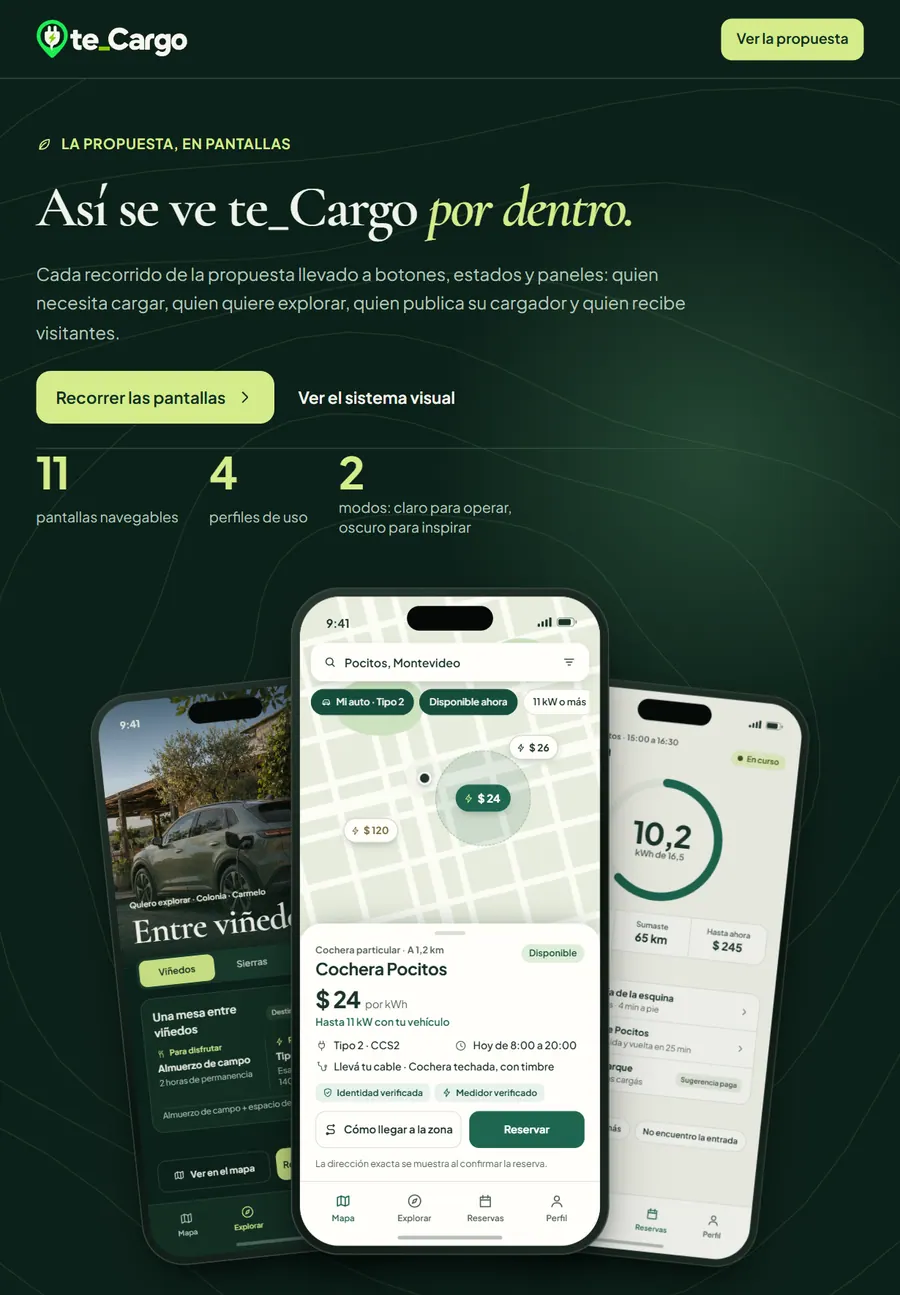 te_Cargo
Ver la propuesta
LA PROPUESTA, EN PANTALLAS
Así se ve te_Cargo por dentro.
Cada recorrido de la propuesta llevado a botones, estados y paneles: quien
necesita cargar, quien quiere explorar, quien publica su cargador y quien recibe
visitantes.
Recorrer las pantallas
Ver el sistema visual
11
pantallas navegables
4
perfiles de uso
2
modos: claro para operar,
oscuro para inspirar
9:41
Quiero explorar · Colonia · Carmelo
Entre viñed
Viñedos
Sierras
Una mesa entre
viñedos
Para disfrutar
Almuerzo de campo
2 horas de permanencia
Almuerzo de campo + espacio de
Ver en el mapa
Mapa
Explorar
9:41
Pocitos, Montevideo
Mi auto · Tipo 2
Disponible ahora
11 kW o más
$ 26
$ 24
$ 120
Cochera particular · A 1,2 km
Disponible
Cochera Pocitos
$ 24 por kWh
Hasta 11 kW con tu vehículo
Tipo 2 · CCS2
Hoy de 8:00 a 20:00
Llevá tu cable · Cochera techada, con timbre
Identidad verificada
Medidor verificado
Cómo llegar a la zona
Reservar
La dirección exacta se muestra al confirmar la reserva.
Mapa
Explorar
Reservas
Perfil
tos · 15:00 a 16:30
En curso
10,2
kWh de 16,5
Sumaste
65 km
Hasta ahora
$ 245
a de la esquina
· 4 min a pie
e Pocitos
ida y vuelta en 25 min
arque
s cargás
Sugerencia paga
más
No encuentro la entrada
Reservas
Perfil